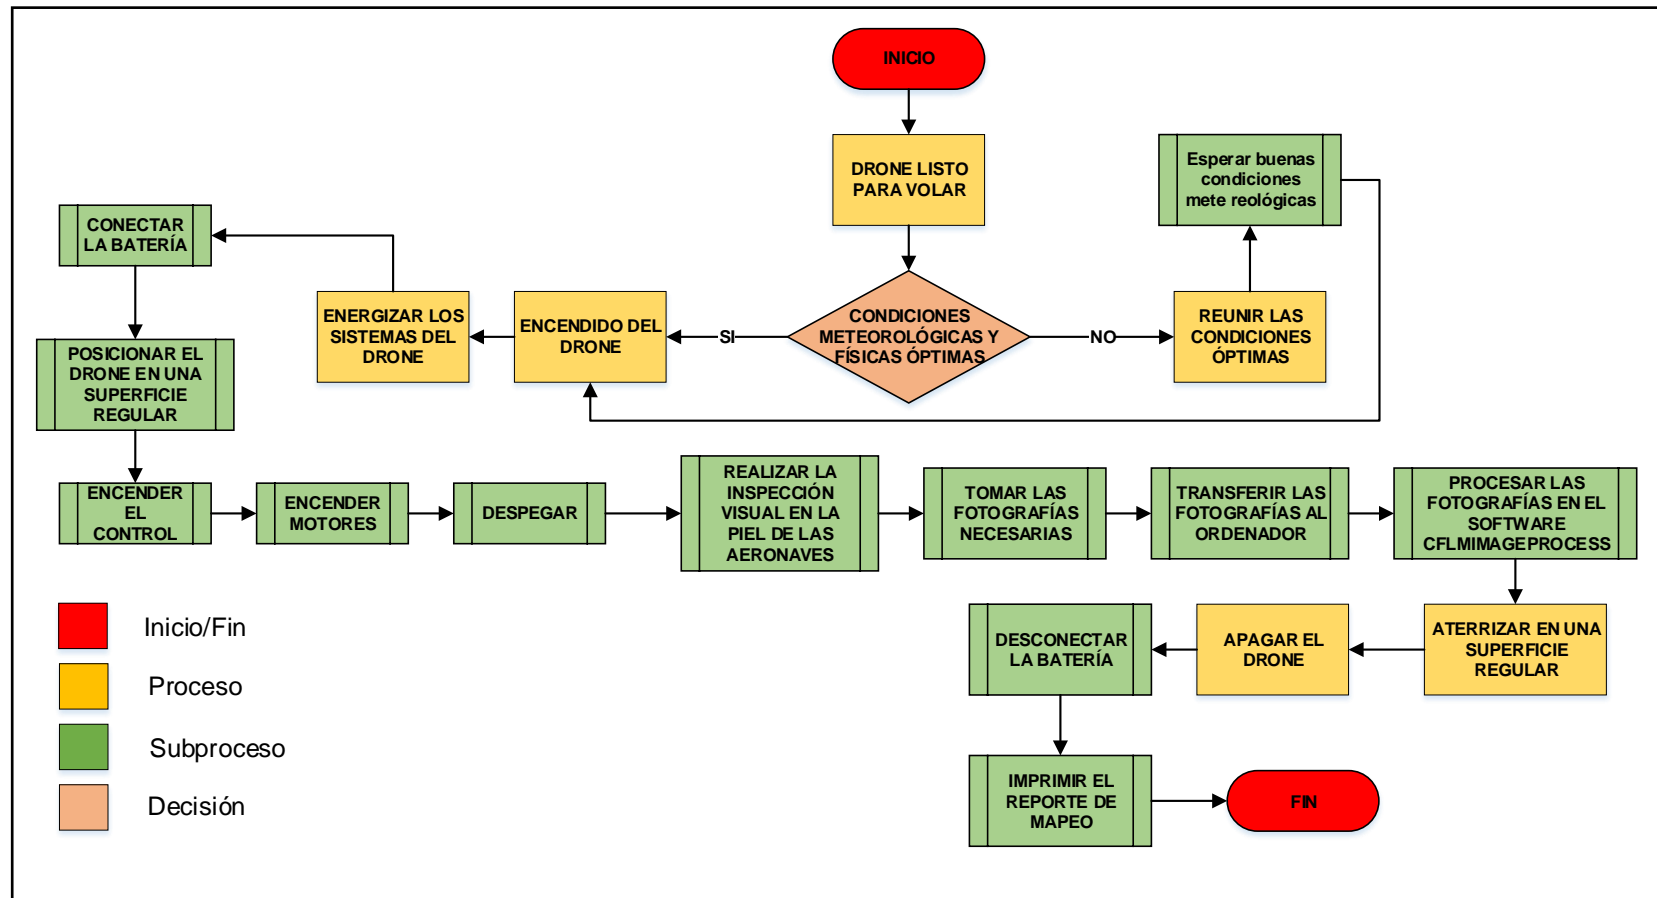 INICIO
DRONE LISTO
PARA VOLAR
Esperar buenas
condiciones
mete reológicas
CONECTAR
LA BATERÍA
ENERGIZAR LOS
SISTEMAS DEL
DRONE
ENCENDIDO DEL
DRONE
SI
CONDICIONES
METEOROLÓGICAS Y
FÍSICAS ÓPTIMAS
NO
REUNIR LAS
CONDICIONES
ÓPTIMAS
POSICIONAR EL
DRONE EN UNA
SUPERFICIE
REGULAR
ENCENDER
EL
CONTROL
ENCENDER
MOTORES
DESPEGAR
REALIZAR LA
INSPECCIÓN
VISUAL EN LA
PIEL DE LAS
AERONAVES
TOMAR LAS
FOTOGRAFÍAS
NECESARIAS
TRANSFERIR LAS
FOTOGRAFÍAS AL
ORDENADOR
PROCESAR LAS
FOTOGRAFÍAS EN EL
SOFTWARE
CFLMIMAGEPROCESS
DESCONECTAR
LA BATERÍA
APAGAR EL
DRONE
ATERRIZAR EN UNA
SUPERFICIE
REGULAR
IMPRIMIR EL
REPORTE DE
MAPEO
FIN
Inicio/Fin
Proceso
Subproceso
Decisión